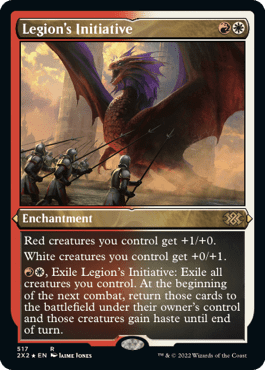 Legion's Initiative
Enchantment
Red creatures you control get +1/+0.
White creatures you control get +0/+1.
, Exile Legion's Initiative: Exile all
creatures you control. At the beginning
of the next combat, return those cards to
the battlefield under their owner's control
and those creatures gain haste until end
of turn.
517 R
2X2 ★ EN Jaime Jones
™ & © 2022 Wizards of the Coast